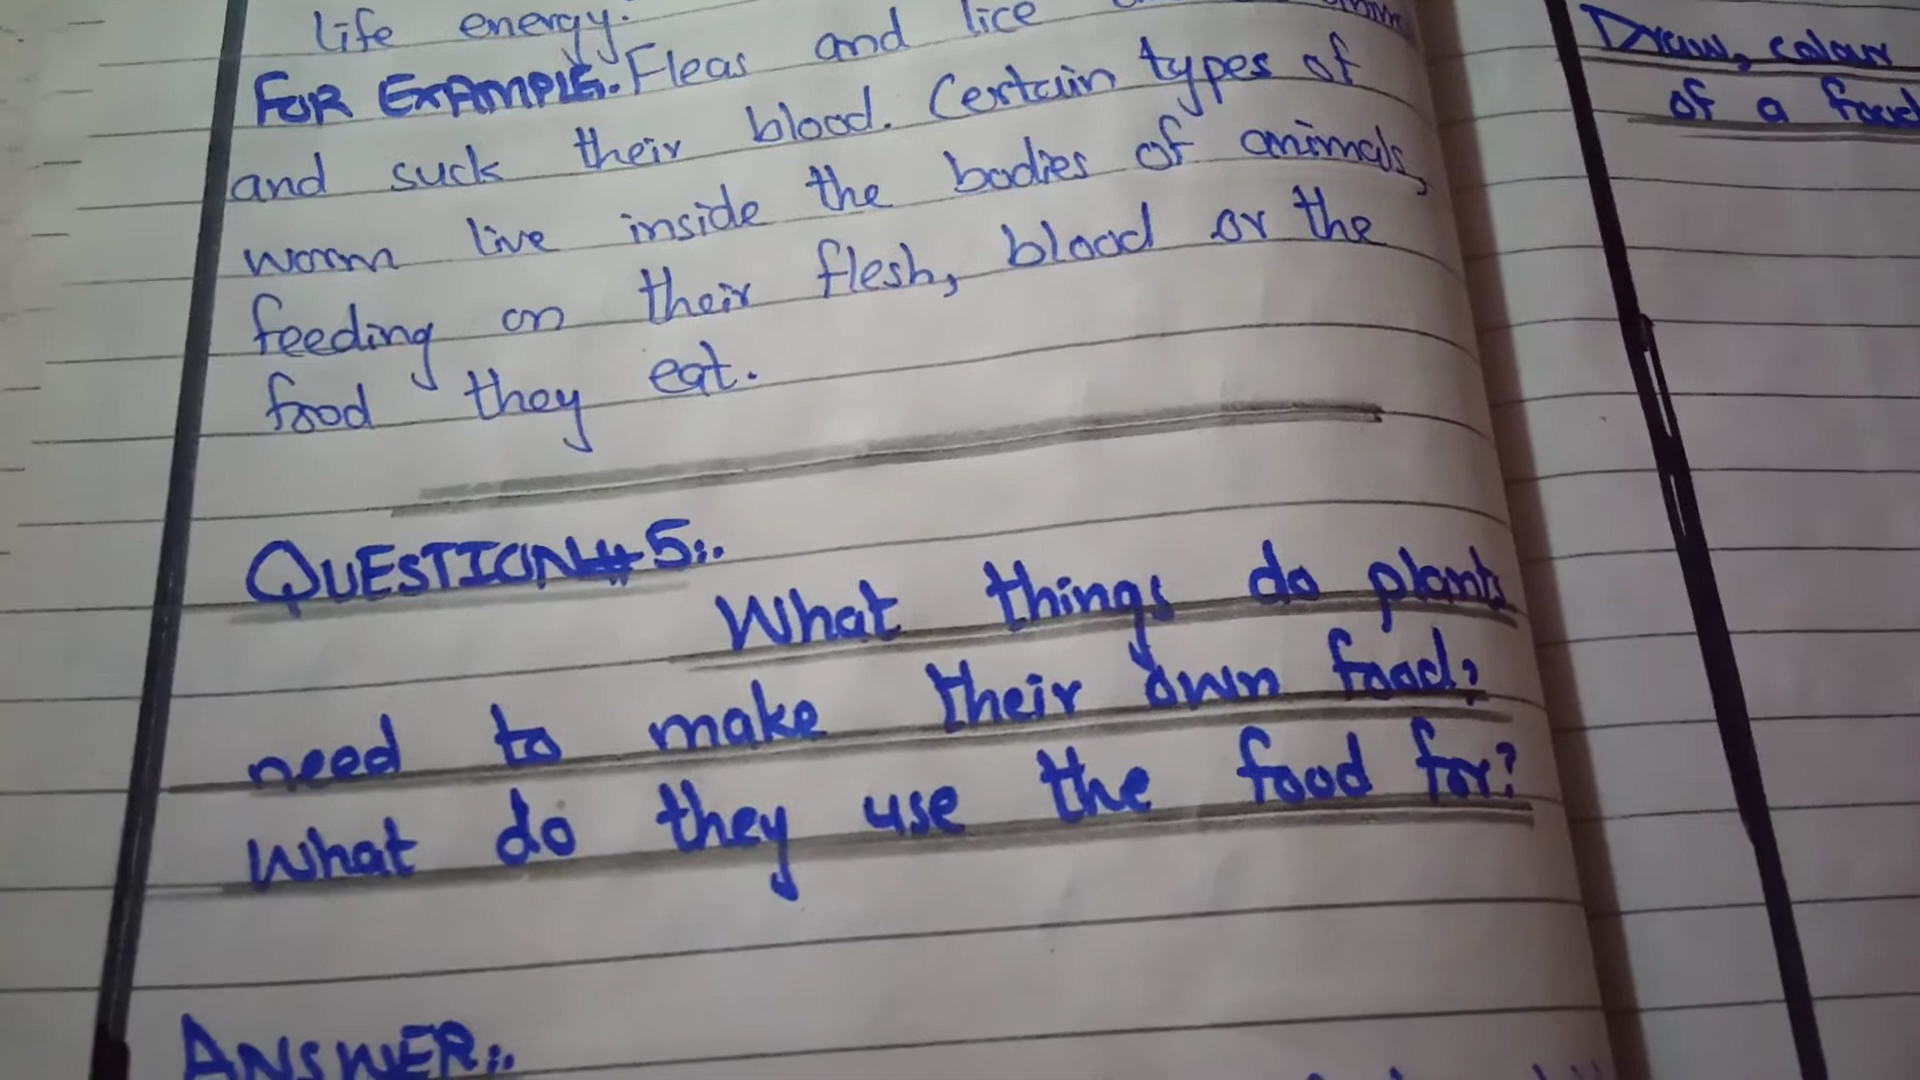 life energy.
FOR EXAMPLE. Fleas and lice
and suck their blood. Certain types of
worm live inside the bodies of animals,
feeding on their flesh, blood or the
food they eat.
QUESTION#5:.
What things do plants
need to make their own food?
What do they use the food for?
ANSWER:.
Draw, colour
of a food